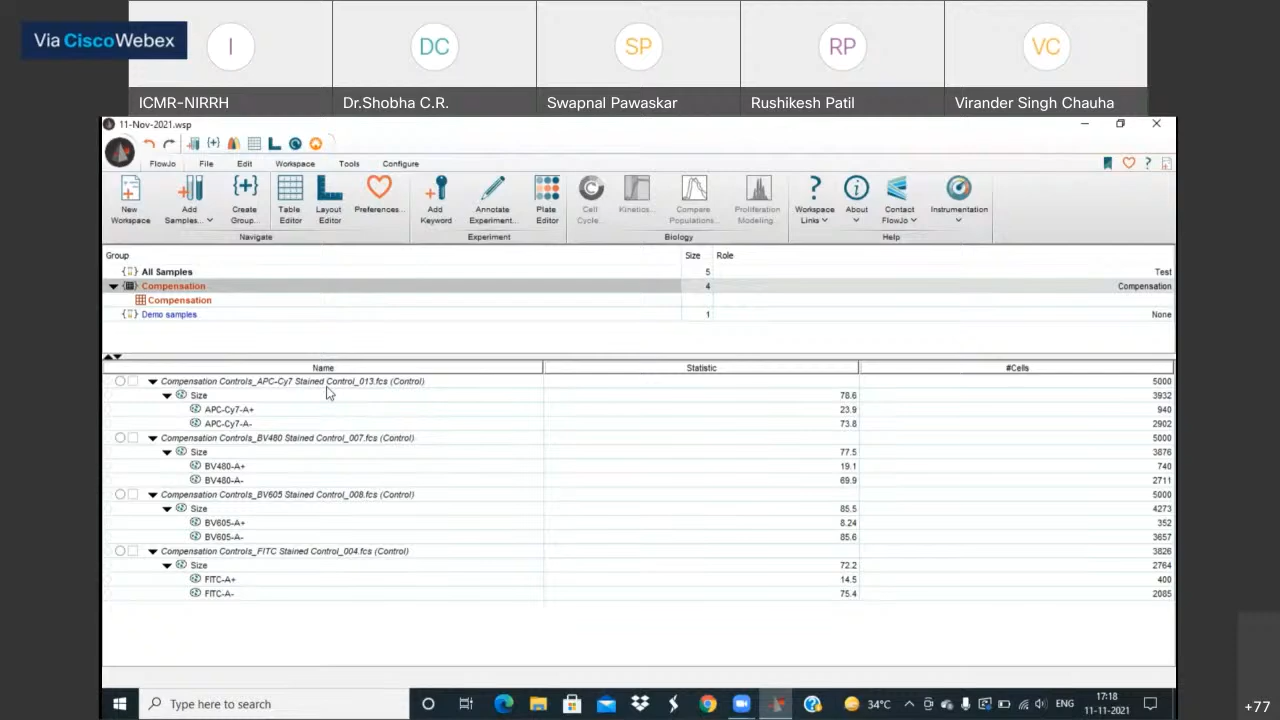 Via CiscoWebex
I
DC
SP
RP
VC
ICMR-NIRRH
Dr.Shobha C.R.
Swapnal Pawaskar
Rushikesh Patil
Virander Singh Chauha
11-Nov-2021.wsp
FlowJo File Edit Workspace Tools Configure
New Workspace
Add Samples...
Create Group...
Table Editor
Layout Editor
Preferences...
Add Keyword
Annotate Experiment...
Plate Editor
Cell Cycle...
Kinetics...
Compare Populations...
Proliferation Modeling...
Workspace Links
About
Contact FlowJo
Instrumentation
Navigate Experiment Biology Help
Group Size Role
{} All Samples 5 Test
Compensation 4 Compensation
Compensation
{} Demo samples 1 None
Name Statistic #Cells
Compensation Controls_APC-Cy7 Stained Control_013.fcs (Control) 5000
Size 78.6 3932
APC-Cy7-A+ 23.9 940
APC-Cy7-A- 73.8 2902
Compensation Controls_BV480 Stained Control_007.fcs (Control) 5000
Size 77.5 3876
BV480-A+ 19.1 740
BV480-A- 69.9 2711
Compensation Controls_BV605 Stained Control_008.fcs (Control) 5000
Size 85.5 4273
BV605-A+ 8.24 352
BV605-A- 85.6 3657
Compensation Controls_FITC Stained Control_004.fcs (Control) 3826
Size 72.2 2764
FITC-A+ 14.5 400
FITC-A- 75.4 2085
Type here to search
34°C
ENG
17:18
11-11-2021
+77